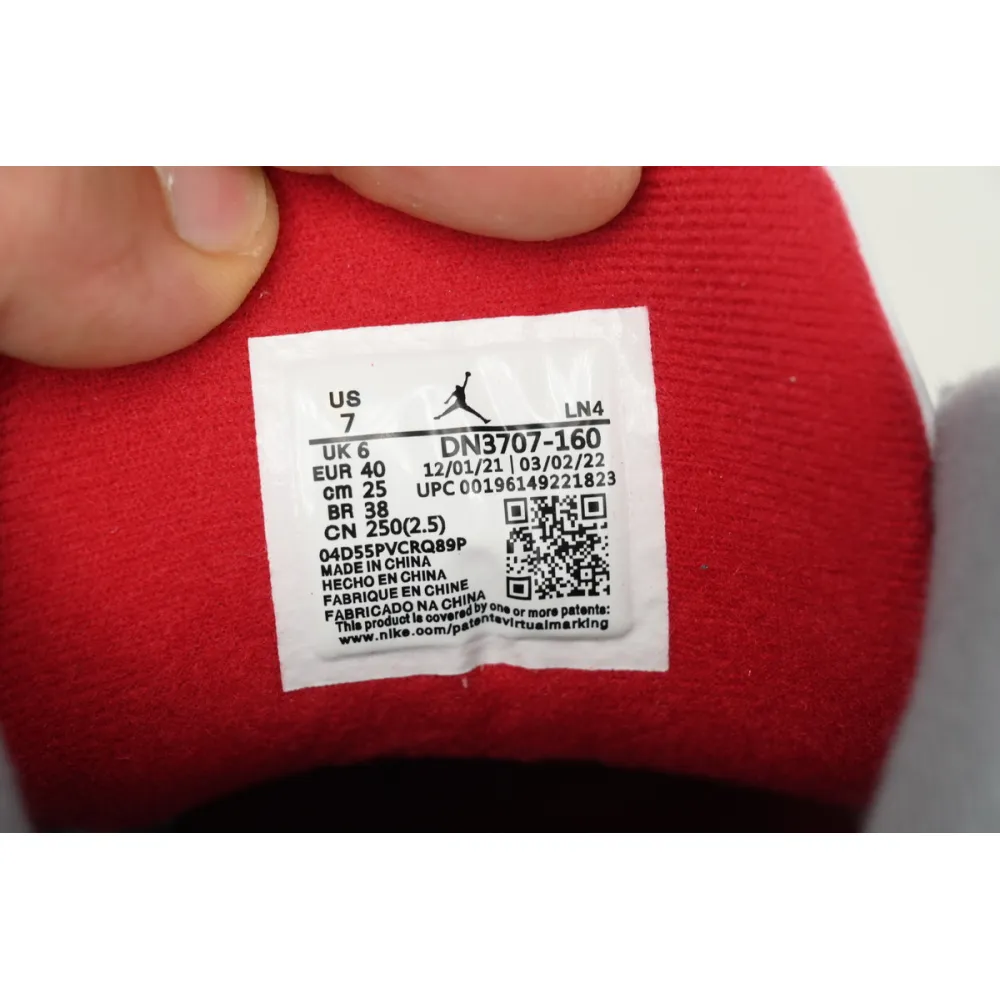 US
7
LN4
UK 6
DN3707-160
EUR 40
12/01/21 | 03/02/22
cm 25
UPC 00196149221823
BR 38
CN 250(2.5)
04D55PVCRQ89P
MADE IN CHINA
HECHO EN CHINA
FABRIQUE EN CHINE
FABRICADO NA CHINA
This product is covered by one or more patents:
www.nike.com/patentsvirtualmarking